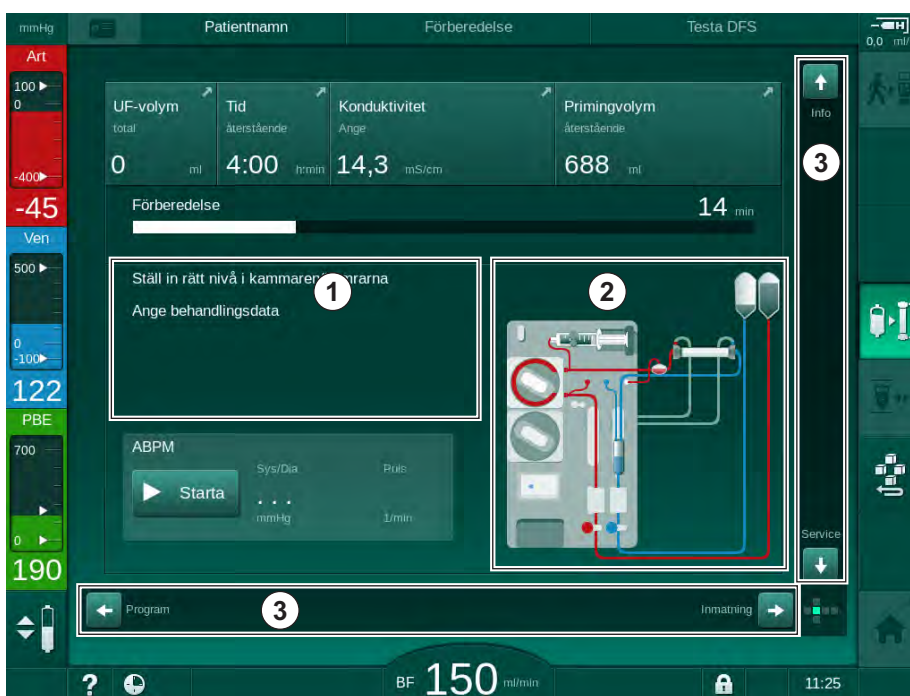 mmHg Patientnamn Förberedelse Testa DFS
0,0 ml/
Art
100
0
-400
-45
Ven
500
0
-100
122
PBE
700
0
190
UF-volym
total
0 ml
Tid
återstående
4:00 h:min
Konduktivitet
Ange
14,3 mS/cm
Primingvolym
återstående
688 ml
Förberedelse 14 min
Ställ in rätt nivå i
Ange behandlingsdata
1
2
3
ABPM
Starta
Sys/Dia
. . .
mmHg
Puls
1/min
Info
Service
Program
3
Inmatning
?
BF 150 ml/min
11:25